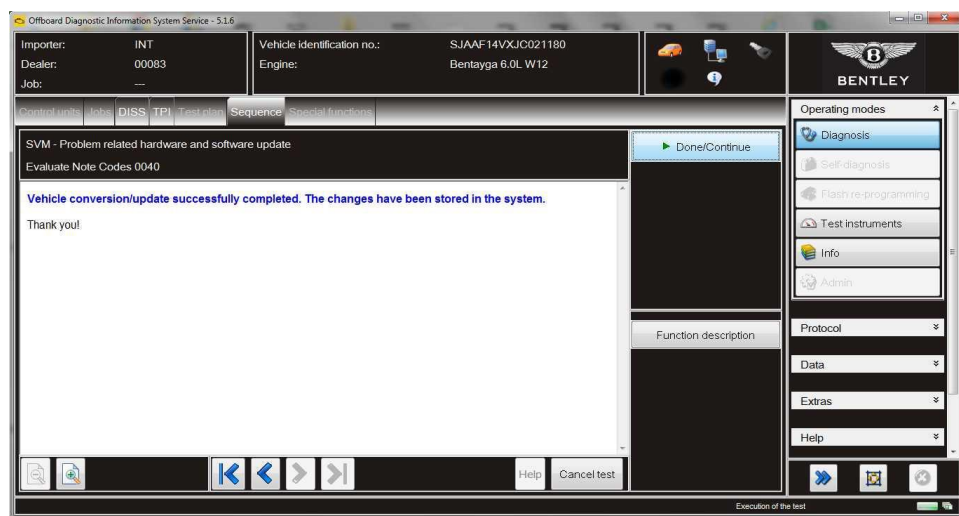 Offboard Diagnostic Information System Service - 5.1.6
Importer: INT
Dealer: 00083
Job: ---
Vehicle identification no.: SJAAF14VXJC021180
Engine: Bentayga 6.0L W12
B
BENTLEY
Control units Jobs DISS TPI Test plan Sequence Special functions
SVM - Problem related hardware and software update
Evaluate Note Codes 0040
Vehicle conversion/update successfully completed. The changes have been stored in the system.
Thank you!
Done/Continue
Function description
Operating modes
Diagnosis
Self-diagnosis
Flash re-programming
Test instruments
Info
Admin
Protocol
Data
Extras
Help
Help
Cancel test
Execution of the test